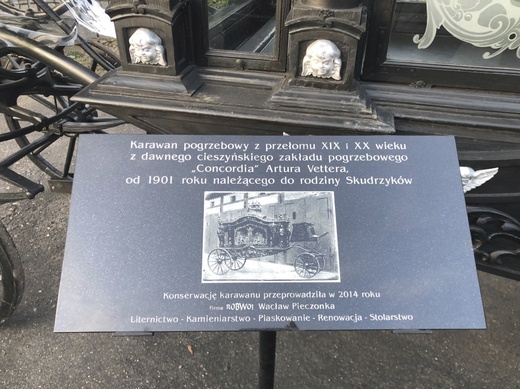 Karawan pogrzebowy z przełomu XIX i XX wieku
z dawnego cieszyńskiego zakładu pogrzebowego
„Concordia" Artura Vettera,
od 1901 roku należącego do rodziny Skudrzyków
Konserwację karawanu przeprowadziła w 2014 roku
firma ROBWOI Wacław Pieczonka
Liternictwo - Kamieniarstwo - Piaskowanie - Renowacja - Stolarstwo